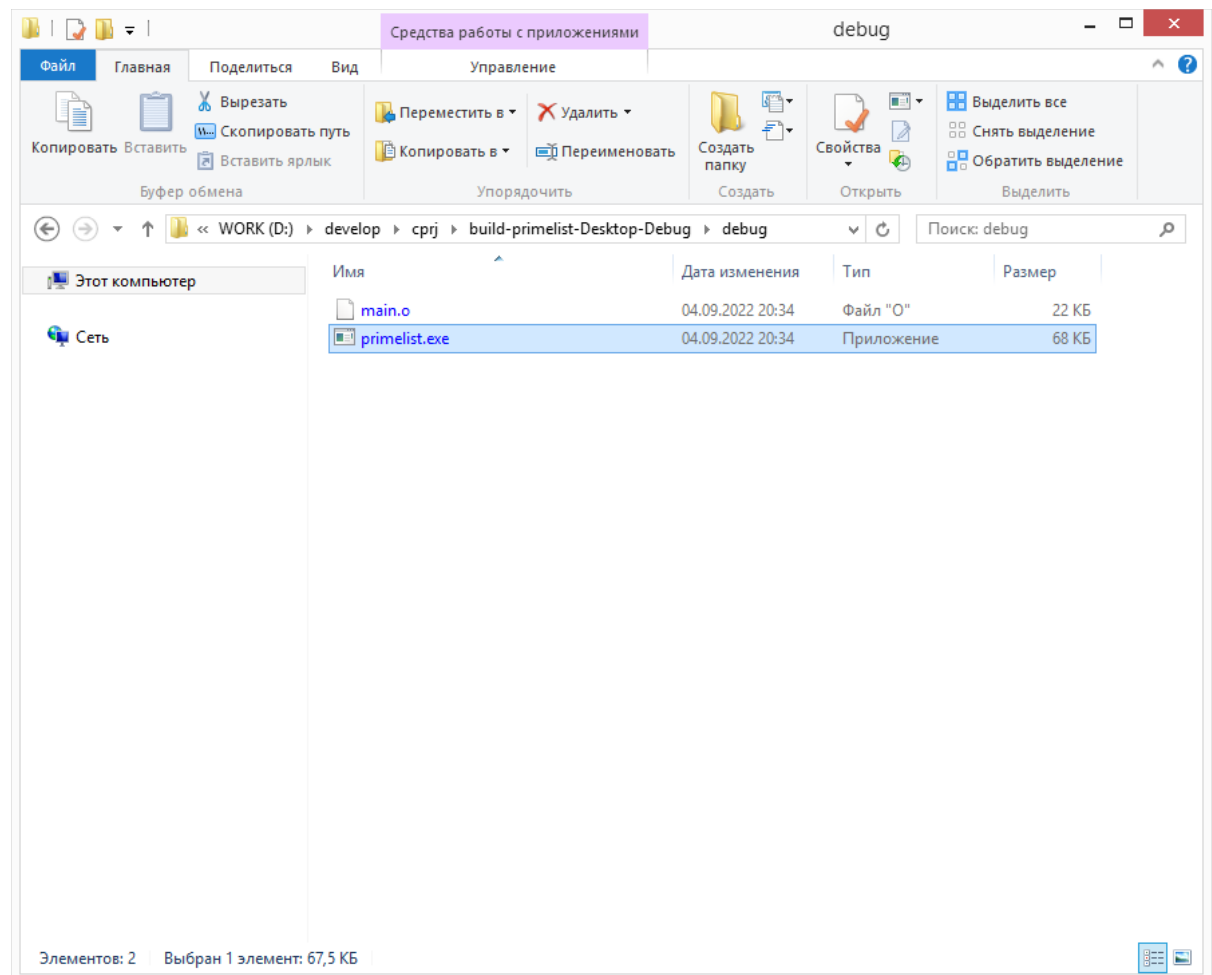 Средства работы с приложениями
debug
Файл Главная Поделиться Вид Управление
Копировать
Вставить
Вырезать
Скопировать путь
Вставить ярлык
Буфер обмена
Переместить в
Копировать в
Удалить
Переименовать
Упорядочить
Создать папку
Создать
Свойства
Открыть
Выделить все
Снять выделение
Обратить выделение
Выделить
« WORK (D:) develop cprj build-primelist-Desktop-Debug debug
Поиск: debug
Этот компьютер
Сеть
Имя Дата изменения Тип Размер
main.o 04.09.2022 20:34 Файл "O" 22 КБ
primelist.exe 04.09.2022 20:34 Приложение 68 КБ
Элементов: 2 Выбран 1 элемент: 67,5 КБ